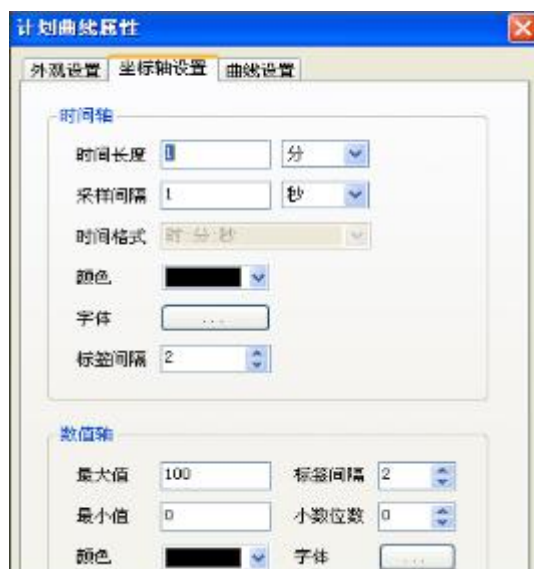 计划曲线属性
外观设置 坐标轴设置 曲线设置
时间轴
时间长度 1 分
采样间隔 1 秒
时间格式 时:分:秒
颜色
字体 ...
标签间隔 2
数值轴
最大值 100 标签间隔 2
最小值 0 小数位数 0
颜色 字体 ...